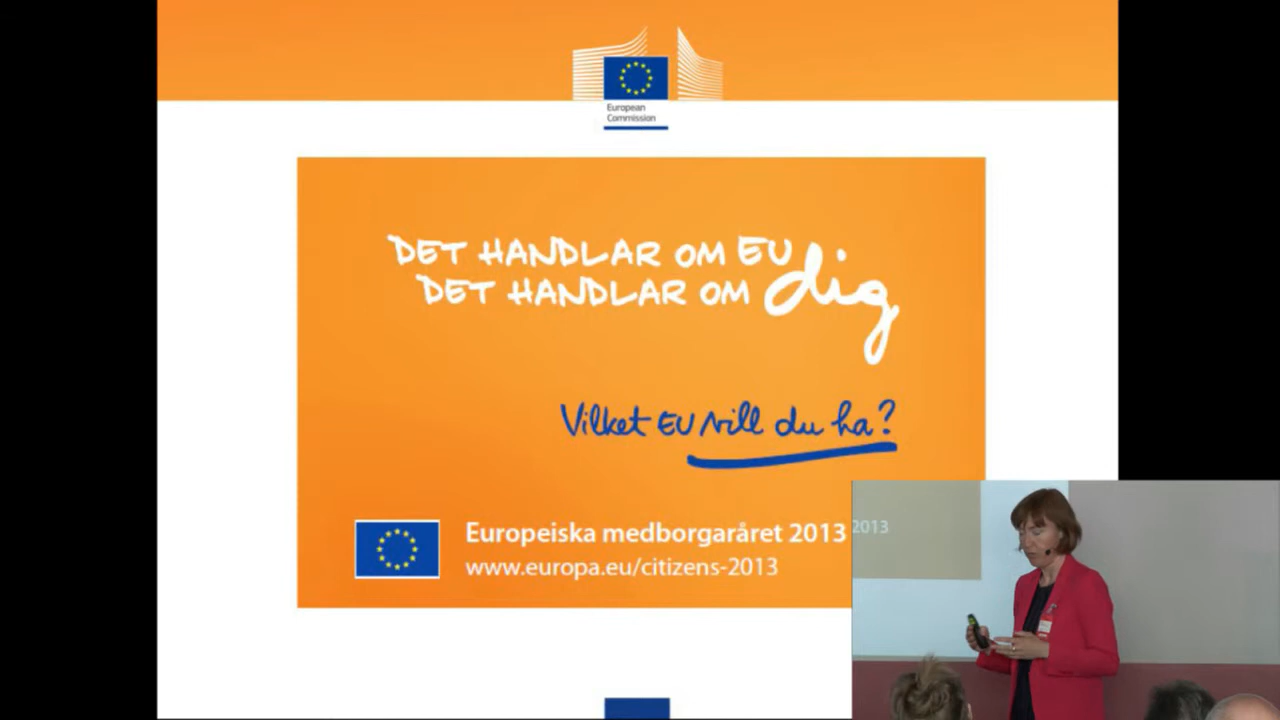 European
Commission
DET HANDLAR OM EU
DET HANDLAR OM dig
Vilket EU vill du ha?
Europeiska medborgaråret 2013
www.europa.eu/citizens-2013
2013